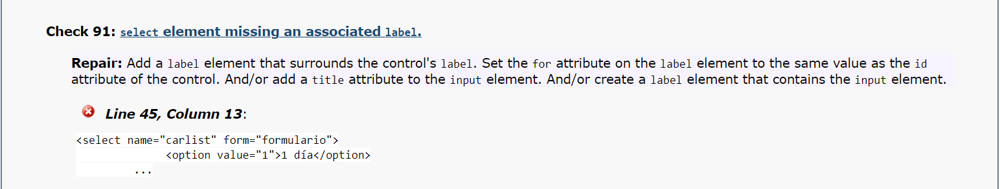 Check 91: select element missing an associated label.
Repair: Add a label element that surrounds the control's label. Set the for attribute on the label element to the same value as the id
attribute of the control. And/or add a title attribute to the input element. And/or create a label element that contains the input element.
Line 45, Column 13:
<select name="carlist" form="formulario">
<option value="1">1 día</option>
...